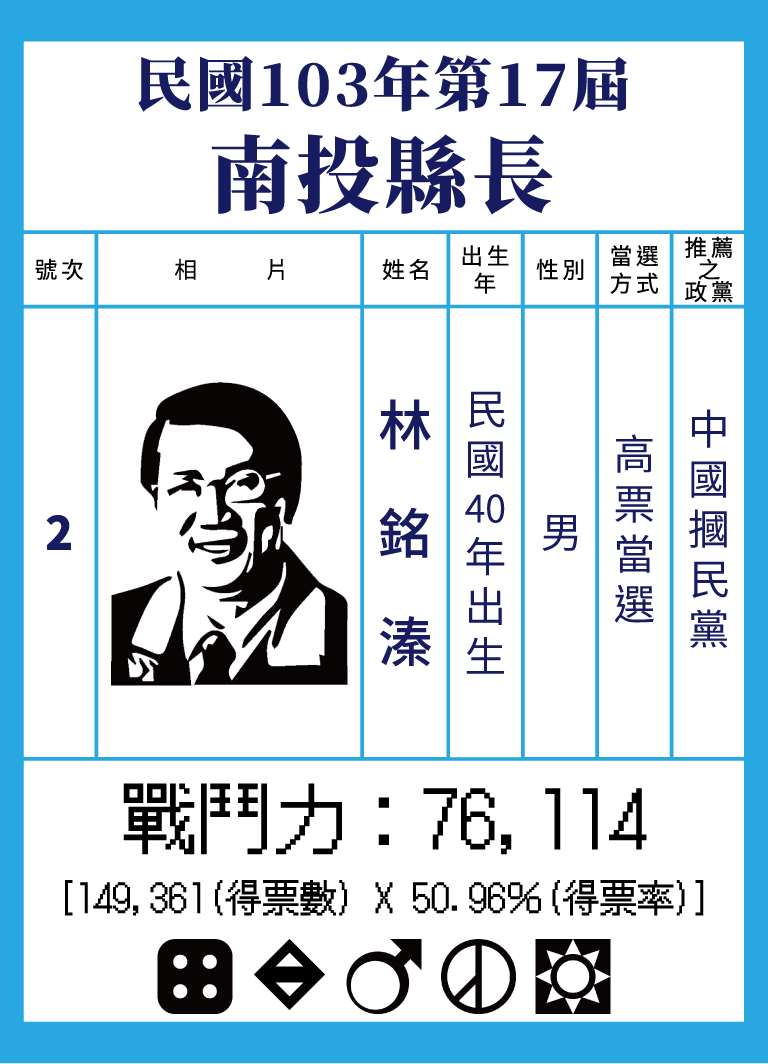 民國103年第17屆
南投縣長
號次
相片
姓名
出生年
性別
當選方式
推薦之政黨
2
林銘溱
民國40年出生
男
高票當選
中國摑民黨
戰鬥力：76,114
[149,361(得票數) X 50.96%(得票率)]